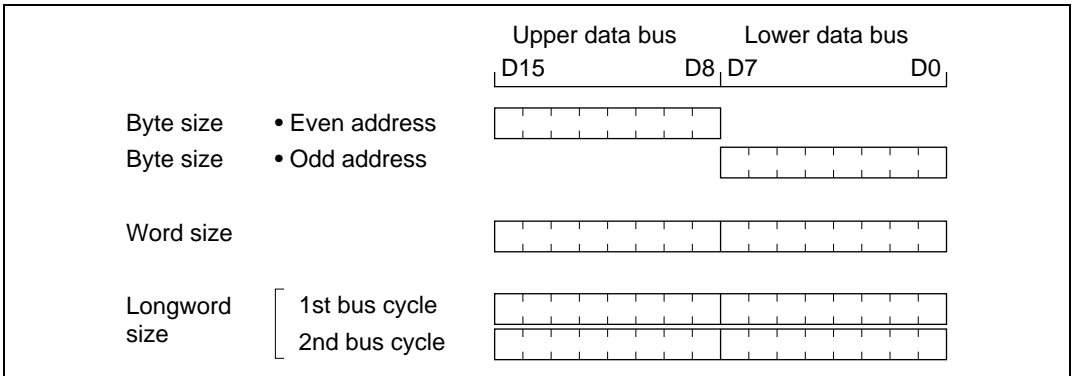 Upper data bus Lower data bus
D15 D8 D7 D0
Byte size • Even address
Byte size • Odd address
Word size
Longword size 1st bus cycle
2nd bus cycle